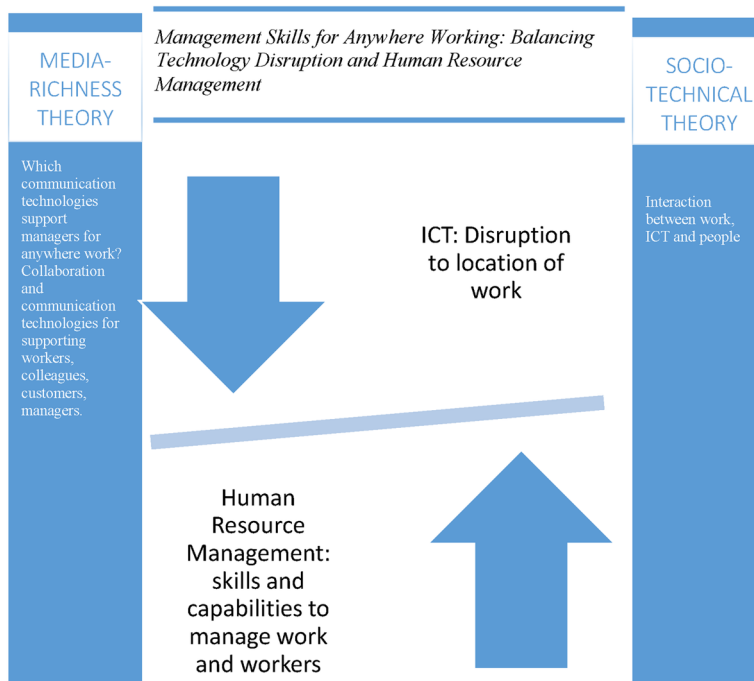 MEDIA-
RICHNESS
THEORY
Which
communication
technologies
support
managers for
anywhere work?
Collaboration
and
communication
technologies for
supporting
workers,
colleagues,
customers,
managers.
Management Skills for Anywhere Working: Balancing
Technology Disruption and Human Resource
Management
ICT: Disruption
to location of
work
Human
Resource
Management:
skills and
capabilities to
manage work
and workers
SOCIO-
TECHNICAL
THEORY
Interaction
between work,
ICT and people